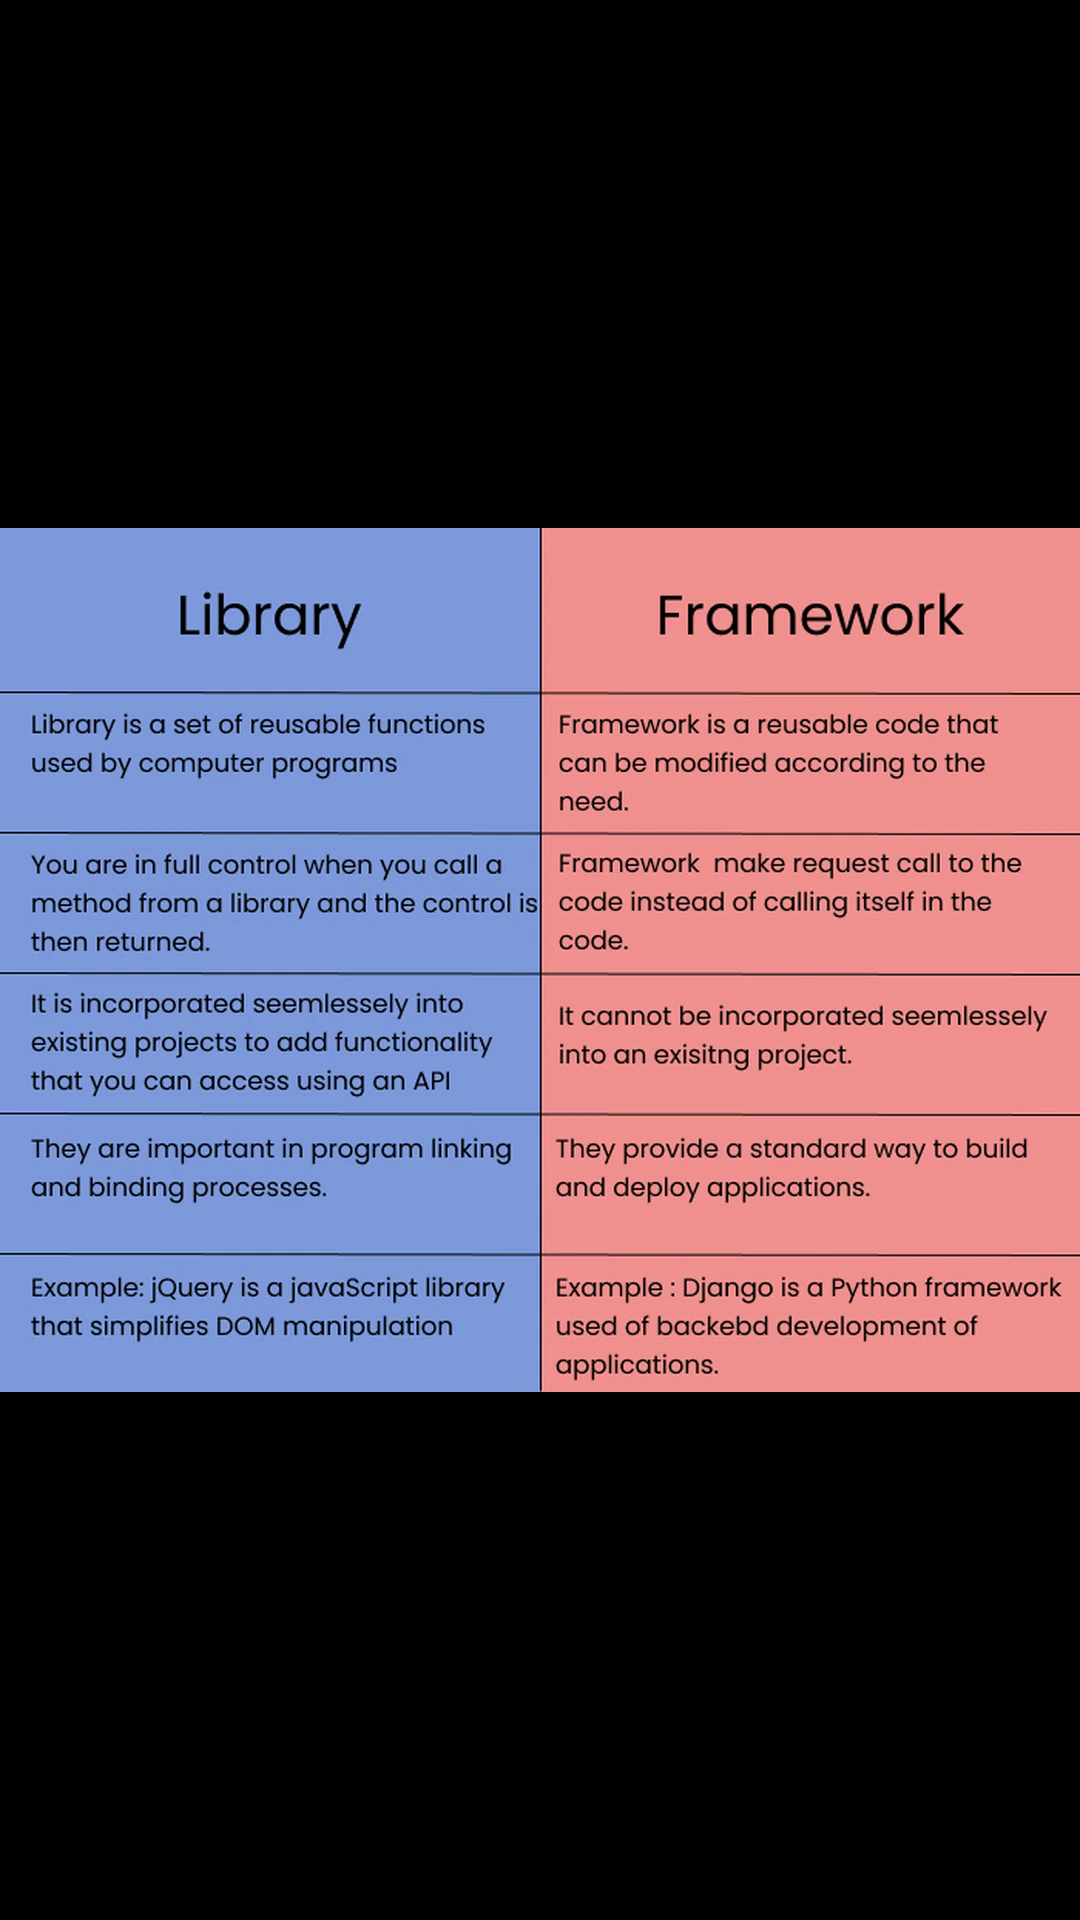 Library
Framework
Library is a set of reusable functions
used by computer programs
Framework is a reusable code that
can be modified according to the
need.
You are in full control when you call a
method from a library and the control is
then returned.
Framework  make request call to the
code instead of calling itself in the
code.
It is incorporated seemlessely into
existing projects to add functionality
that you can access using an API
It cannot be incorporated seemlessely
into an exisitng project.
They are important in program linking
and binding processes.
They provide a standard way to build
and deploy applications.
Example: jQuery is a javaScript library
that simplifies DOM manipulation
Example : Django is a Python framework
used of backebd development of
applications.